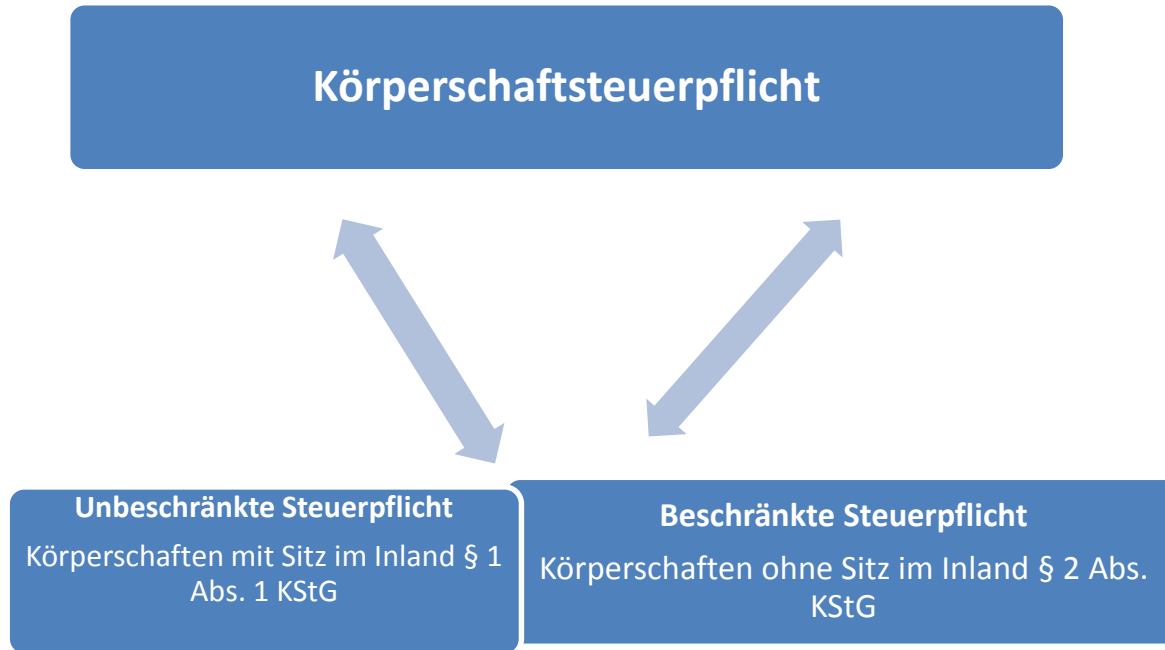 Körperschaftsteuerpflicht
Unbeschränkte Steuerpflicht
Körperschaften mit Sitz im Inland § 1
Abs. 1 KStG
Beschränkte Steuerpflicht
Körperschaften ohne Sitz im Inland § 2 Abs.
KStG